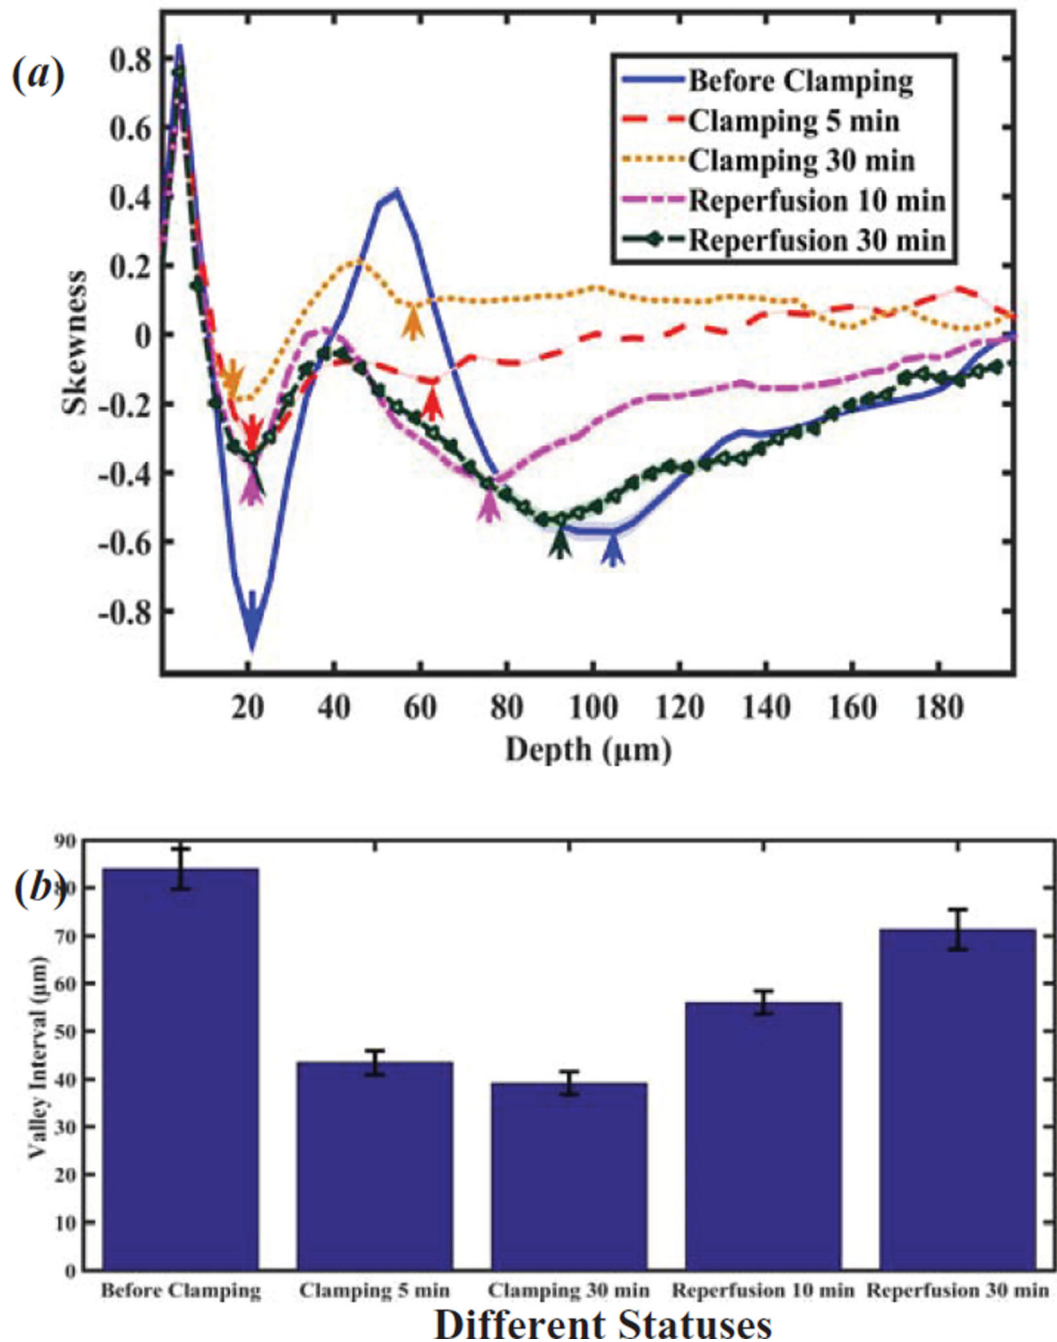 (a)
Skewness
0.8
0.6
0.4
0.2
0
-0.2
-0.4
-0.6
-0.8
Before Clamping
Clamping 5 min
Clamping 30 min
Reperfusion 10 min
Reperfusion 30 min
20 40 60 80 100 120 140 160 180
Depth (μm)
(b)
Valley Interval (μm)
90
80
70
60
50
40
30
20
10
0
Before Clamping Clamping 5 min Clamping 30 min Reperfusion 10 min Reperfusion 30 min
Different Statuses